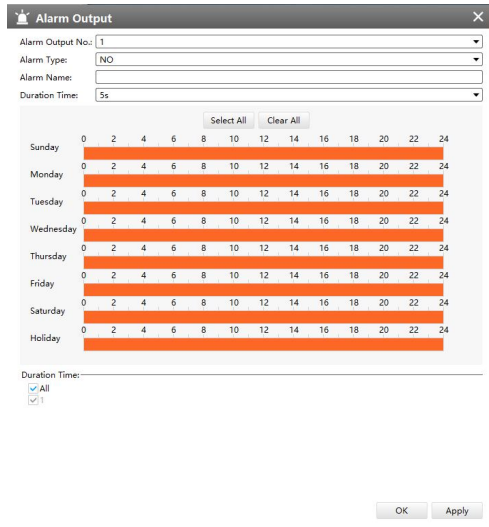 Alarm Output
Alarm Output No.: 1
Alarm Type: NO
Alarm Name:
Duration Time: 5s
Select All Clear All
0 2 4 6 8 10 12 14 16 18 20 22 24
Sunday
0 2 4 6 8 10 12 14 16 18 20 22 24
Monday
0 2 4 6 8 10 12 14 16 18 20 22 24
Tuesday
0 2 4 6 8 10 12 14 16 18 20 22 24
Wednesday
0 2 4 6 8 10 12 14 16 18 20 22 24
Thursday
0 2 4 6 8 10 12 14 16 18 20 22 24
Friday
0 2 4 6 8 10 12 14 16 18 20 22 24
Saturday
0 2 4 6 8 10 12 14 16 18 20 22 24
Holiday
Duration Time:
All
1
OK Apply